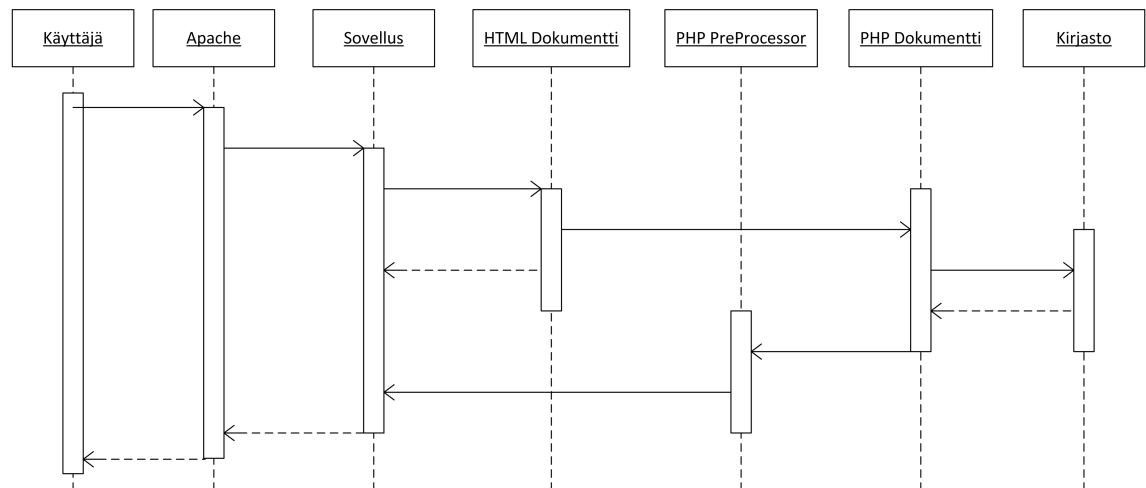 Käyttäjä
Apache
Sovellus
HTML Dokumentti
PHP PreProcessor
PHP Dokumentti
Kirjasto